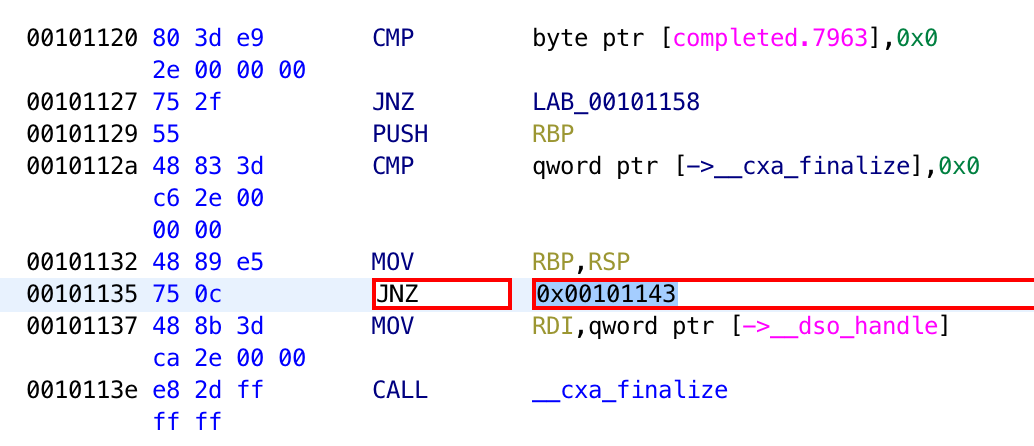 00101120 80 3d e9 CMP byte ptr [completed.7963],0x0
2e 00 00 00
00101127 75 2f JNZ LAB_00101158
00101129 55 PUSH RBP
0010112a 48 83 3d CMP qword ptr [->__cxa_finalize],0x0
c6 2e 00
00 00
00101132 48 89 e5 MOV RBP,RSP
00101135 75 0c JNZ 0x00101143
00101137 48 8b 3d MOV RDI,qword ptr [->__dso_handle]
ca 2e 00 00
0010113e e8 2d ff CALL __cxa_finalize
ff ff